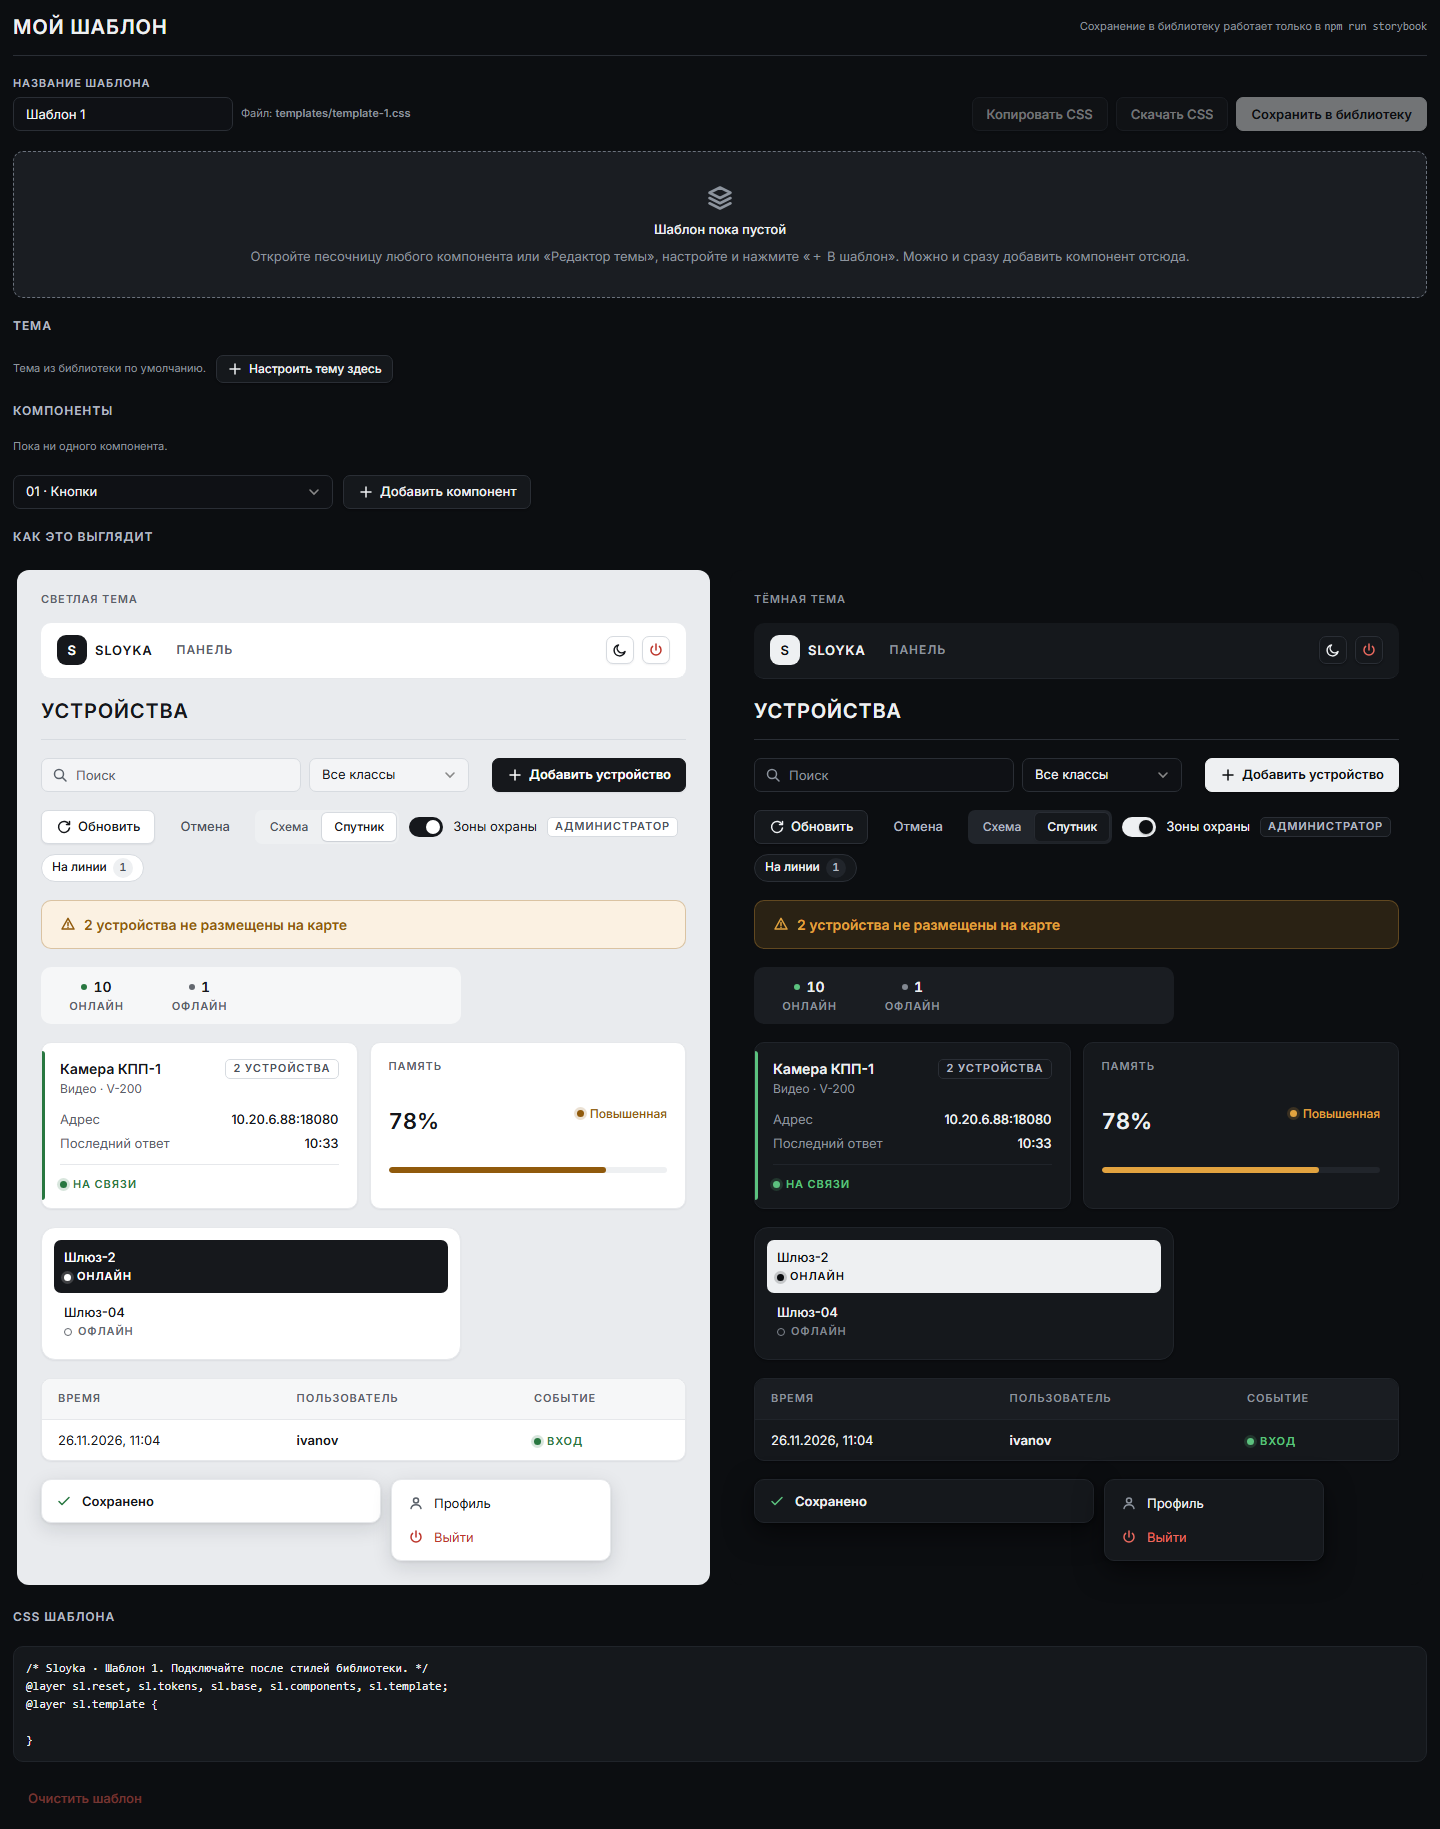 МОЙ ШАБЛОН
Сохранение в библиотеку работает только в npm run storybook
НАЗВАНИЕ ШАБЛОНА
Шаблон 1
Файл: templates/template-1.css
Копировать CSS
Скачать CSS
Сохранить в библиотеку
Шаблон пока пустой
Откройте песочницу любого компонента или «Редактор темы», настройте и нажмите «+ В шаблон». Можно и сразу добавить компонент отсюда.
ТЕМА
Тема из библиотеки по умолчанию.
+ Настроить тему здесь
КОМПОНЕНТЫ
Пока ни одного компонента.
01 · Кнопки
+ Добавить компонент
КАК ЭТО ВЫГЛЯДИТ
СВЕТЛАЯ ТЕМА
S SLOYKA ПАНЕЛЬ
УСТРОЙСТВА
Поиск
Все классы
+ Добавить устройство
Обновить
Отмена
Схема
Спутник
Зоны охраны
АДМИНИСТРАТОР
На линии 1
2 устройства не размещены на карте
10 1
ОНЛАЙН ОФЛАЙН
Камера КПП-1 2 УСТРОЙСТВА
Видео · V-200
Адрес 10.20.6.88:18080
Последний ответ 10:33
НА СВЯЗИ
ПАМЯТЬ
78% Повышенная
Шлюз-2
ОНЛАЙН
Шлюз-04
ОФЛАЙН
ВРЕМЯ ПОЛЬЗОВАТЕЛЬ СОБЫТИЕ
26.11.2026, 11:04 ivanov ВХОД
Сохранено
Профиль
Выйти
ТЁМНАЯ ТЕМА
S SLOYKA ПАНЕЛЬ
УСТРОЙСТВА
Поиск
Все классы
+ Добавить устройство
Обновить
Отмена
Схема
Спутник
Зоны охраны
АДМИНИСТРАТОР
На линии 1
2 устройства не размещены на карте
10 1
ОНЛАЙН ОФЛАЙН
Камера КПП-1 2 УСТРОЙСТВА
Видео · V-200
Адрес 10.20.6.88:18080
Последний ответ 10:33
НА СВЯЗИ
ПАМЯТЬ
78% Повышенная
Шлюз-2
ОНЛАЙН
Шлюз-04
ОФЛАЙН
ВРЕМЯ ПОЛЬЗОВАТЕЛЬ СОБЫТИЕ
26.11.2026, 11:04 ivanov ВХОД
Сохранено
Профиль
Выйти
CSS ШАБЛОНА
/* Sloyka · Шаблон 1. Подключайте после стилей библиотеки. */
@layer sl.reset, sl.tokens, sl.base, sl.components, sl.template;
@layer sl.template {
}
Очистить шаблон